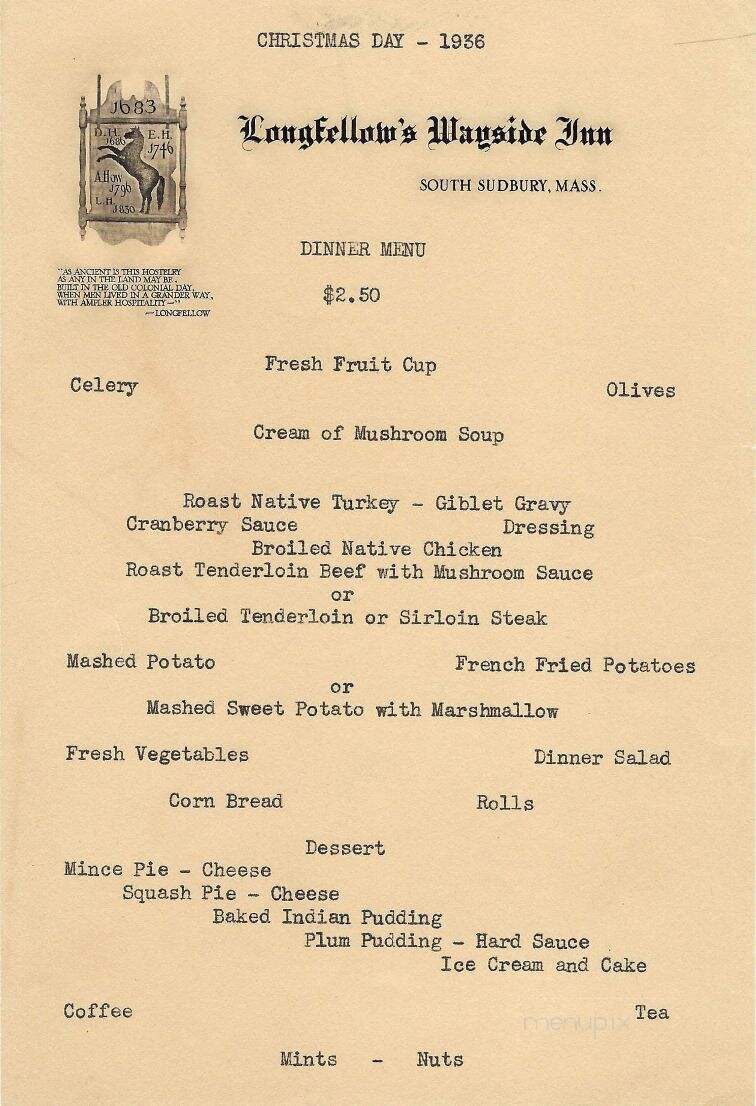 CHRISTMAS DAY - 1936
1683
D.H. 1686 E.H. 1746
A.How 1796
L.H. 1830
Longfellow's Wayside Inn
SOUTH SUDBURY, MASS.
DINNER MENU
$2.50
"AS ANCIENT IS THIS HOSTELRY
AS ANY IN THE LAND MAY BE,
BUILT IN THE OLD COLONIAL DAY,
WHEN MEN LIVED IN A GRANDER WAY,
WITH AMPLER HOSPITALITY—"
—LONGFELLOW
Fresh Fruit Cup
Celery Olives
Cream of Mushroom Soup
Roast Native Turkey - Giblet Gravy
Cranberry Sauce Dressing
Broiled Native Chicken
Roast Tenderloin Beef with Mushroom Sauce
or
Broiled Tenderloin or Sirloin Steak
Mashed Potato French Fried Potatoes
or
Mashed Sweet Potato with Marshmallow
Fresh Vegetables Dinner Salad
Corn Bread Rolls
Dessert
Mince Pie - Cheese
Squash Pie - Cheese
Baked Indian Pudding
Plum Pudding - Hard Sauce
Ice Cream and Cake
Coffee Tea
menupix
Mints - Nuts